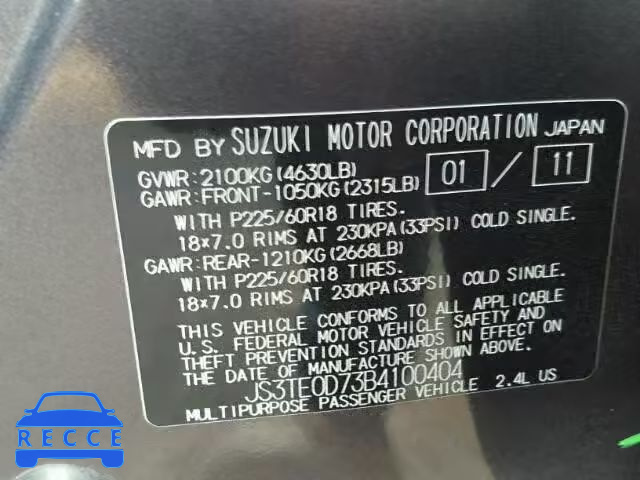 MFD BY SUZUKI MOTOR CORPORATION JAPAN
GVWR:2100KG(4630LB)
GAWR:FRONT-1050KG(2315LB) 01 / 11
WITH P225/60R18 TIRES.
18×7.0 RIMS AT 230KPA(33PSI) COLD SINGLE.
GAWR:REAR-1210KG(2668LB)
WITH P225/60R18 TIRES.
18×7.0 RIMS AT 230KPA(33PSI) COLD SINGLE.
THIS VEHICLE CONFORMS TO ALL APPLICABLE
U.S. FEDERAL MOTOR VEHICLE SAFETY AND
THEFT PREVENTION STANDARDS IN EFFECT ON
THE DATE OF MANUFACTURE SHOWN ABOVE.
JS3TE0D73B4100404
MULTIPURPOSE PASSENGER VEHICLE 2.4L US
RECCE